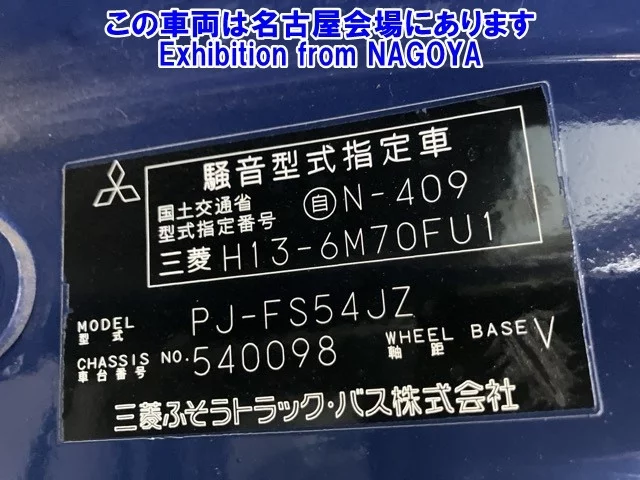 この車両は名古屋会場にあります
Exhibition from NAGOYA
騒音型式指定車
国土交通省
型式指定番号 自 N-409
三菱 H13-6M70FU1
MODEL
型式 PJ-FS54JZ
CHASSIS NO.
車台番号 540098
WHEEL BASE
軸距 V
三菱ふそうトラック・バス株式会社